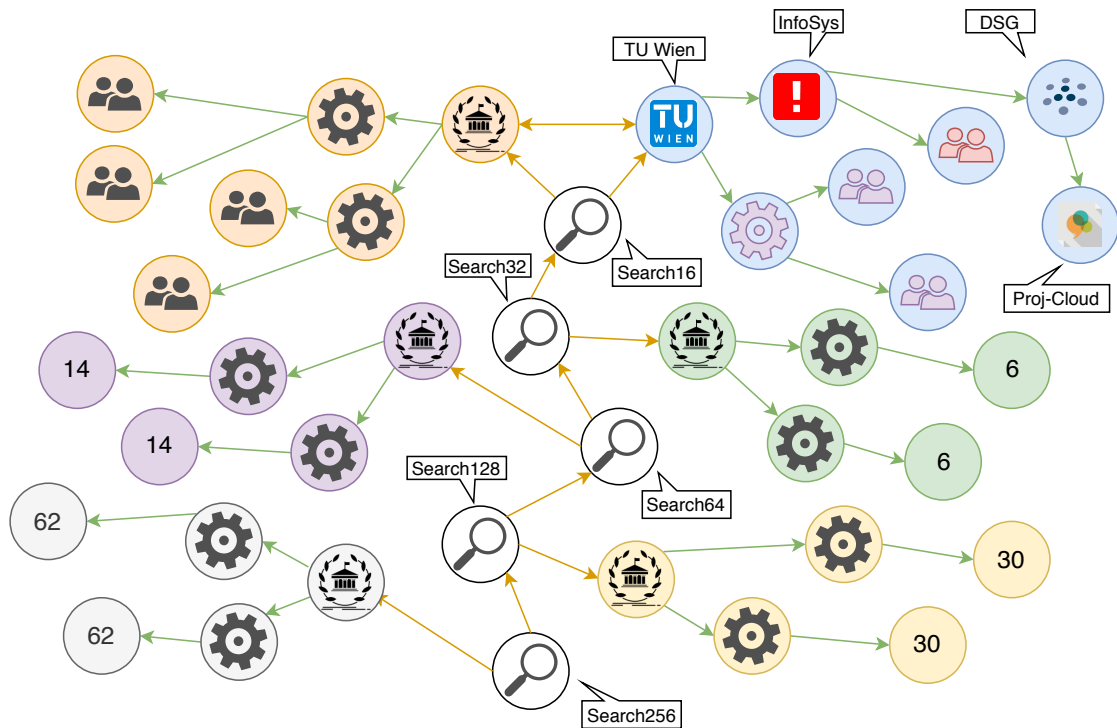 InfoSys
DSG
TU Wien
TU
WIEN
!
Search32
Search16
Proj-Cloud
14
6
14
6
Search128
Search64
62
30
62
30
Search256